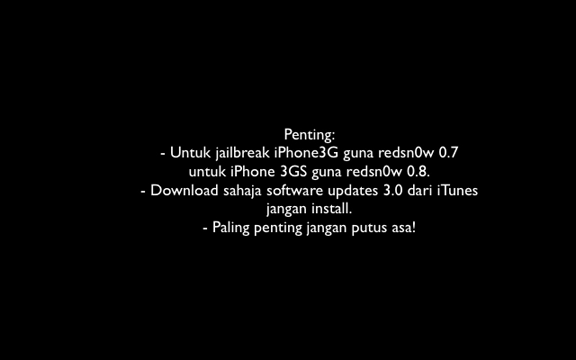 Penting:
- Untuk jailbreak iPhone3G guna redsn0w 0.7
untuk iPhone 3GS guna redsn0w 0.8.
- Download sahaja software updates 3.0 dari iTunes
jangan install.
- Paling penting jangan putus asa!